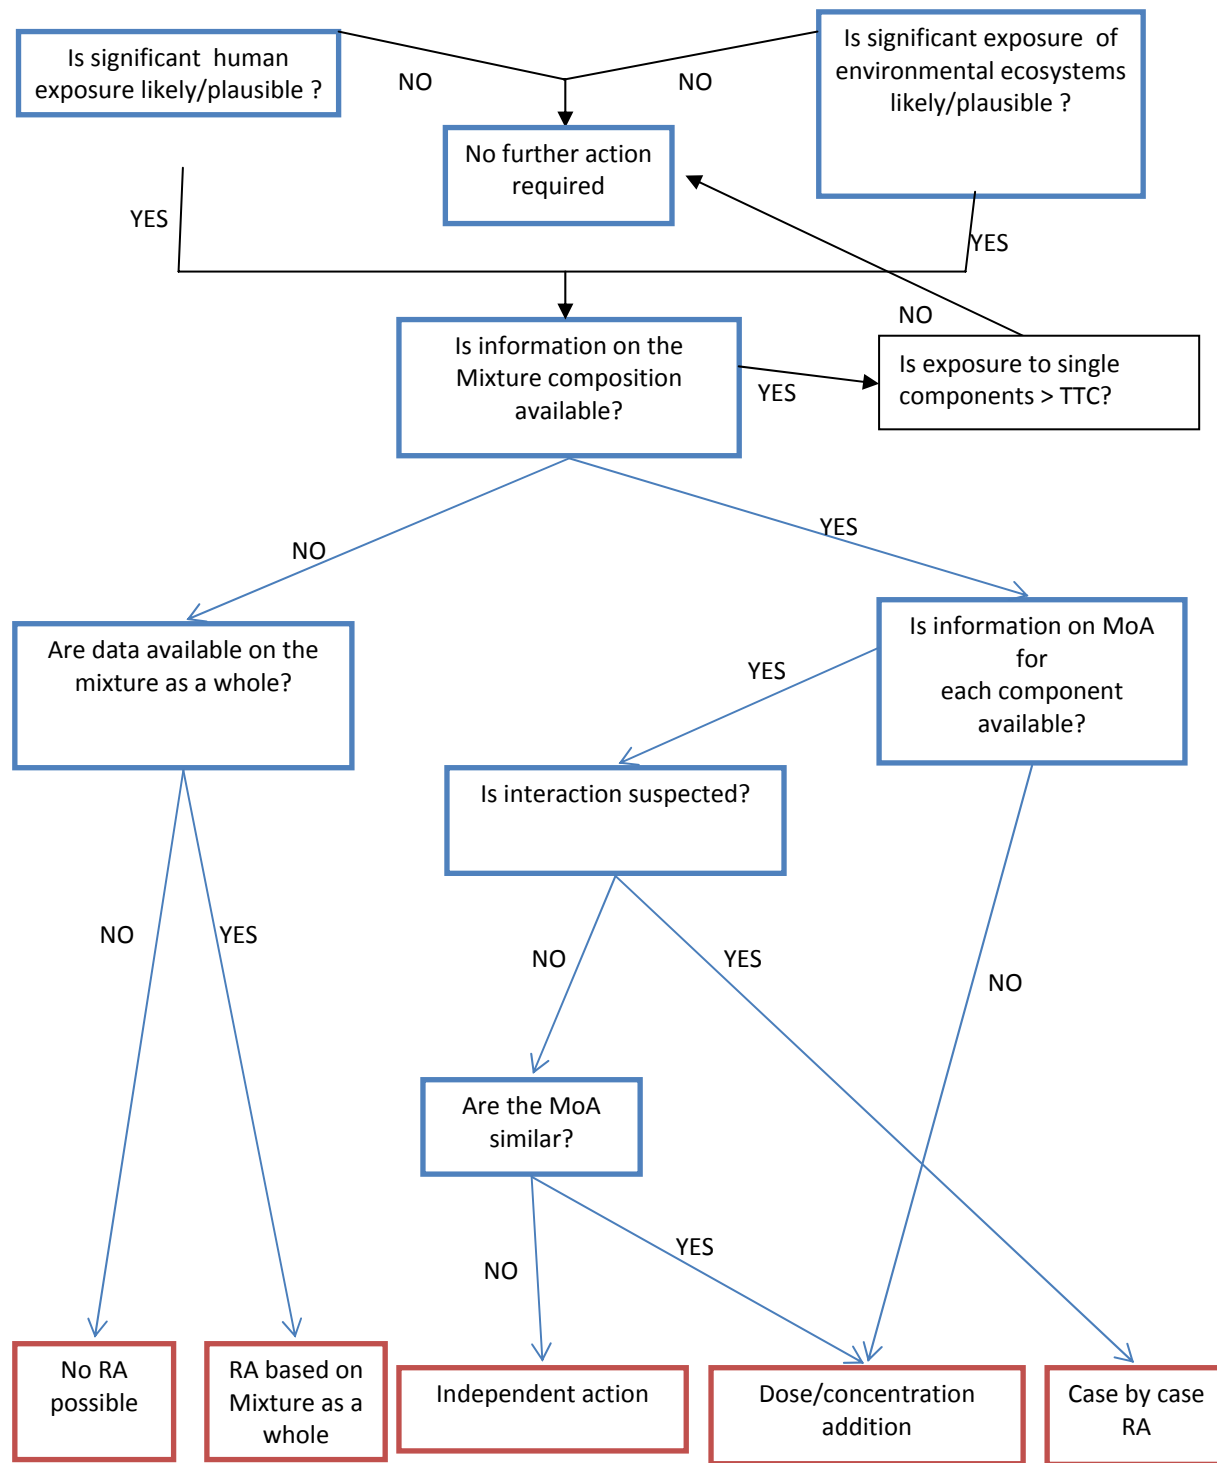 Is significant  human
exposure likely/plausible ?
NO
NO
Is significant exposure  of
environmental ecosystems
likely/plausible ?
No further action
required
YES
YES
NO
Is information on the
Mixture composition
available?
YES
Is exposure to single
components > TTC?
NO
YES
Are data available on the
mixture as a whole?
Is information on MoA
for
each component
available?
YES
Is interaction suspected?
NO
YES
NO
YES
NO
Are the MoA
similar?
NO
YES
No RA
possible
RA based on
Mixture as a
whole
Independent action
Dose/concentration
addition
Case by case
RA